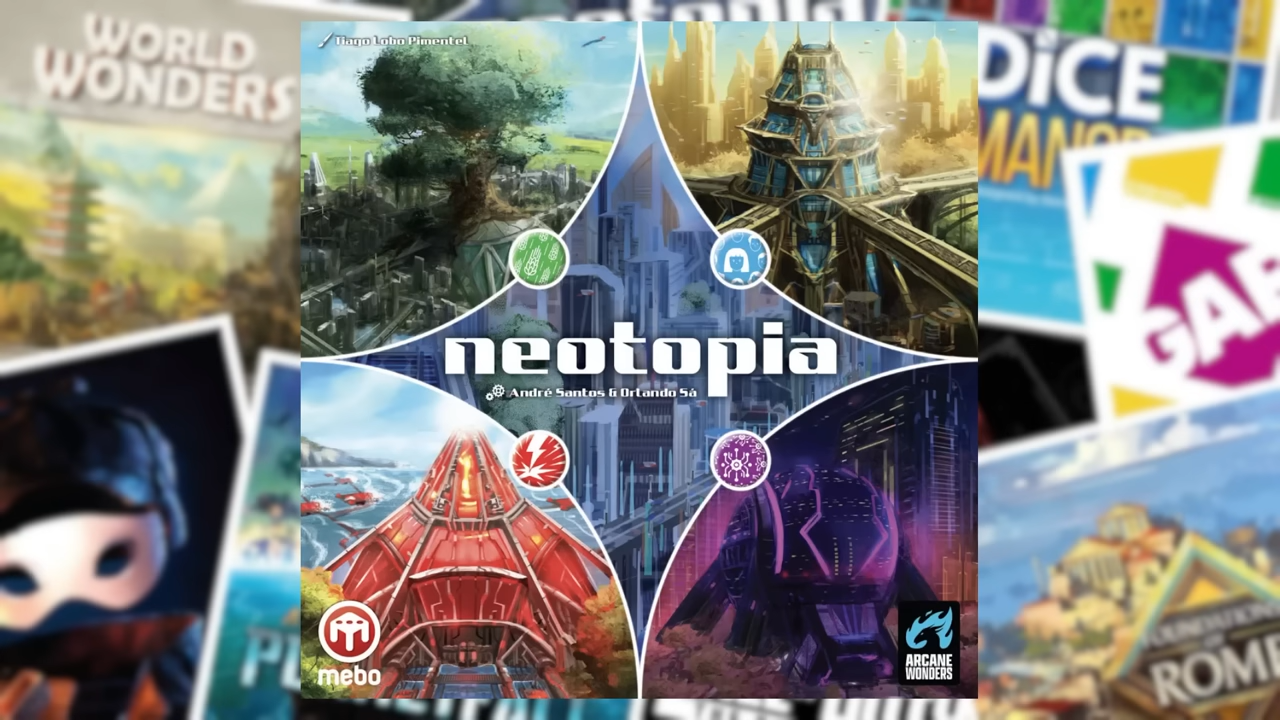 WORLD
WONDERS
Tiago Lobo Pimentel
DiCE
neotopia
André Santos & Orlando Sá
mebo
ARCANE
WONDERS
ROME